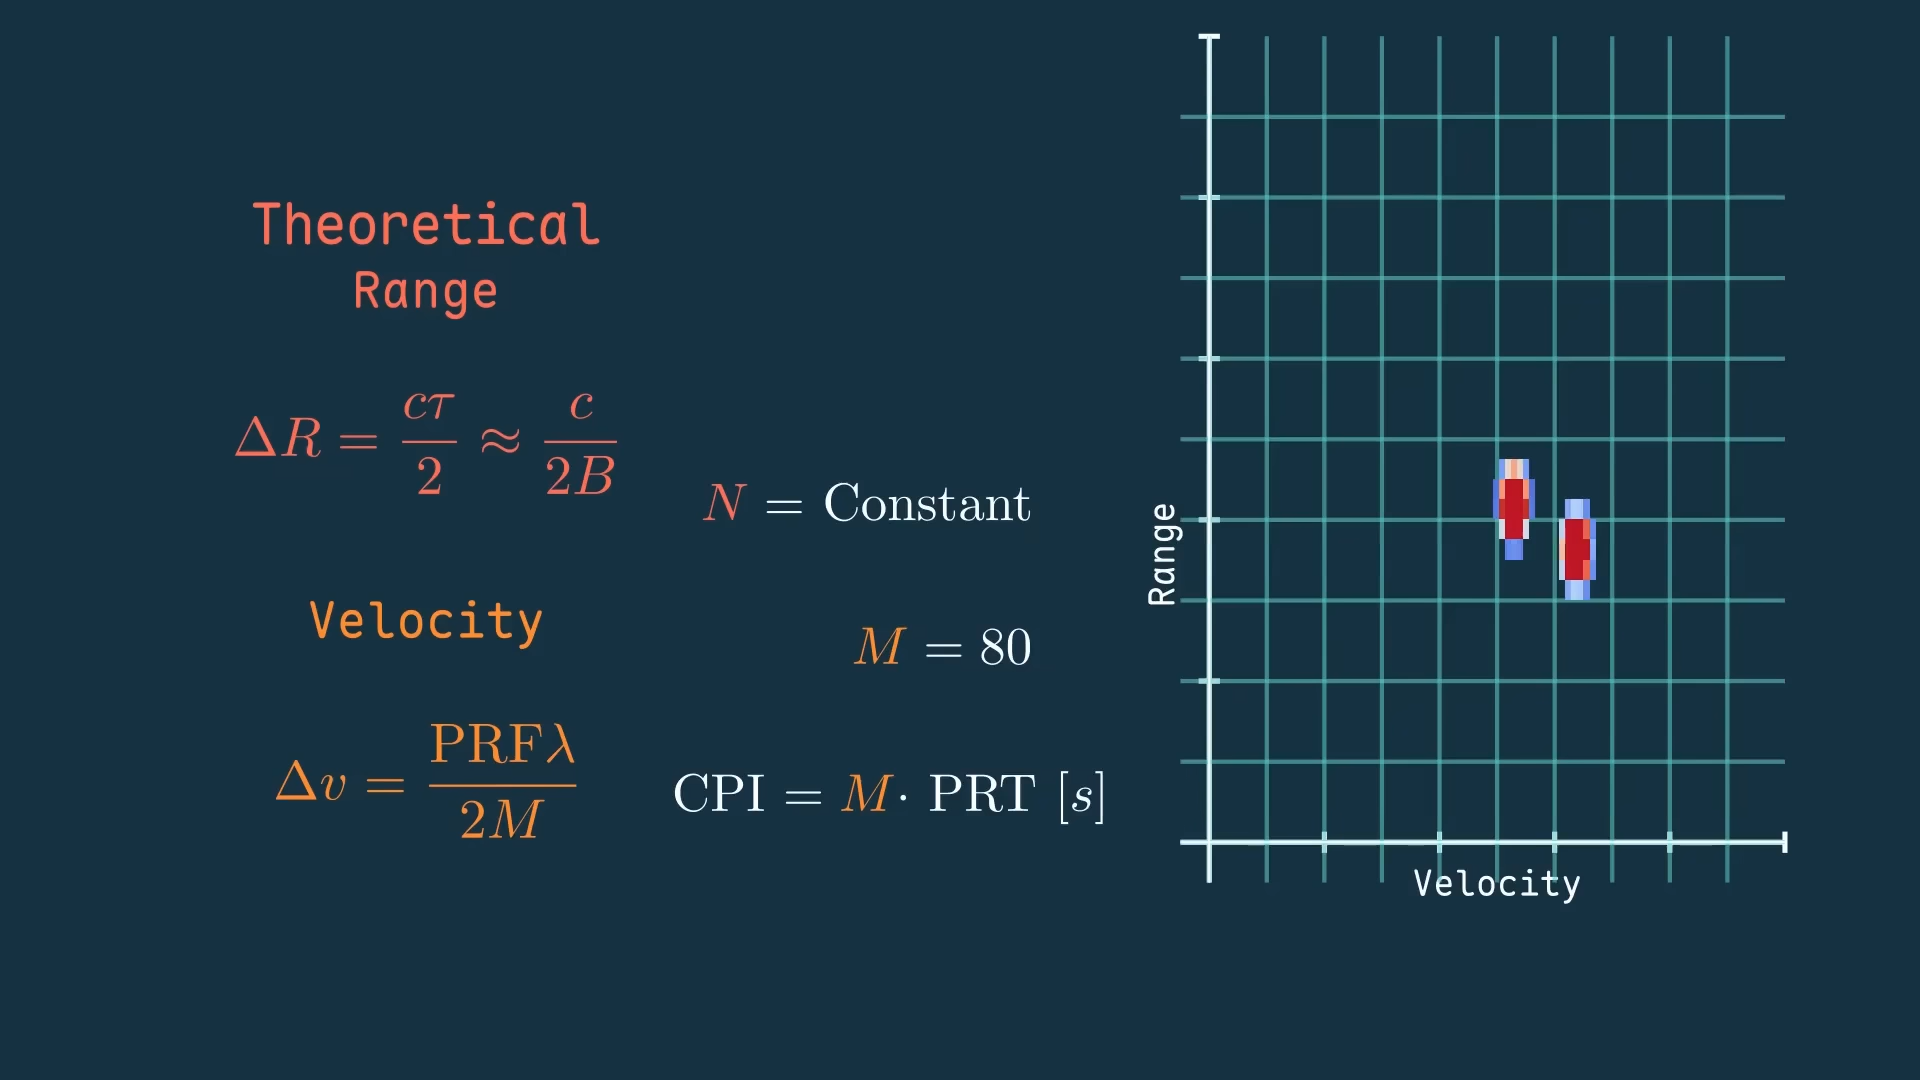 Theoretical
Range
ΔR = cτ/2 ≈ c/2B
Velocity
Δv = PRFλ/2M
N = Constant
M = 80
CPI = M · PRT [s]
Range
Velocity